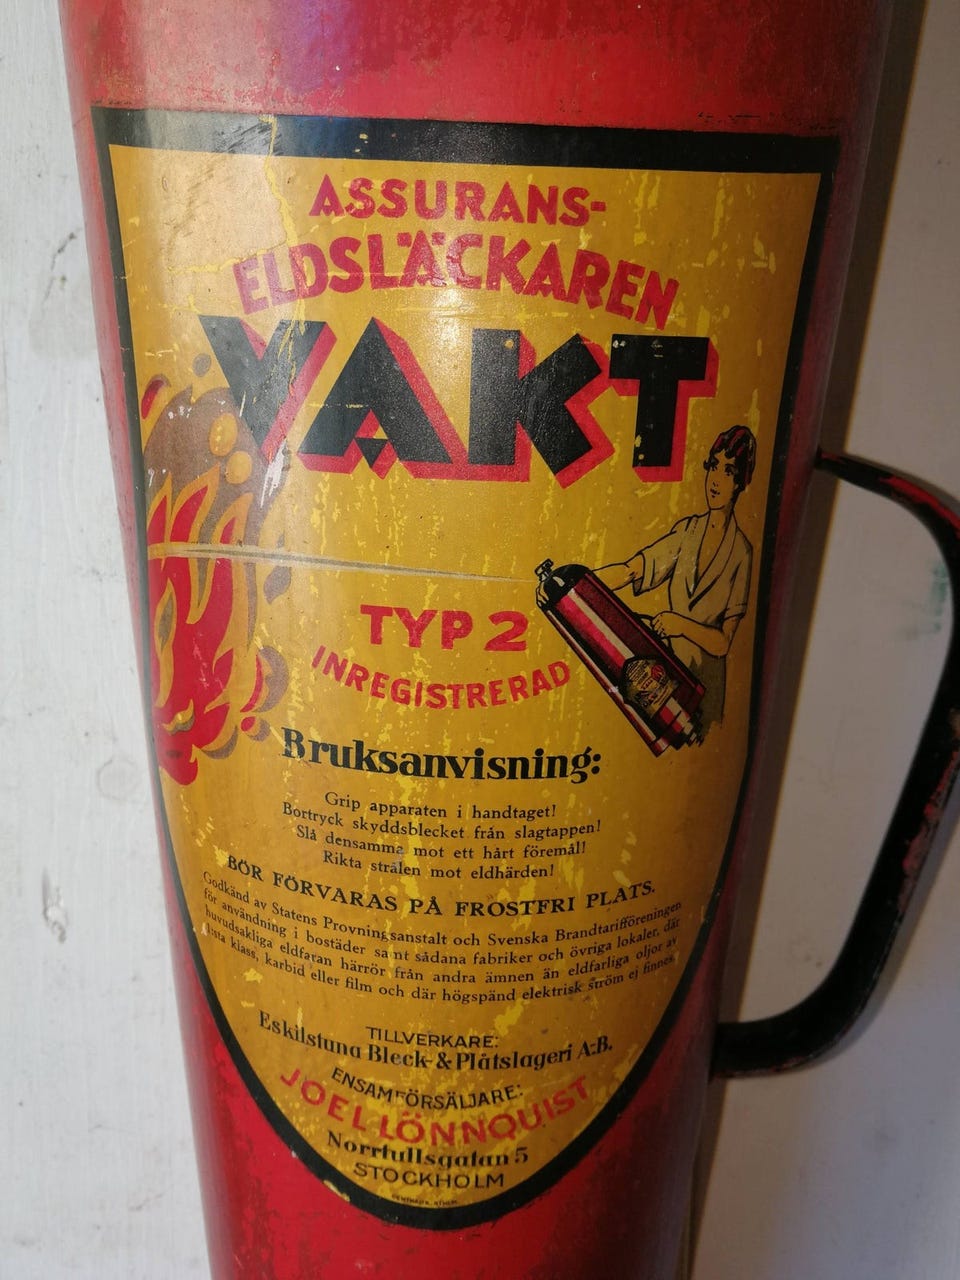 ASSURANS-
ELDSLÄCKAREN
VAKT
TYP 2
INREGISTRERAD
Bruksanvisning:
Grip apparaten i handtaget!
Bortryck skyddsblecket från slagtappen!
Slå densamma mot ett hårt föremål!
Rikta strålen mot eldhärden!
BÖR FÖRVARAS PÅ FROSTFRI PLATS.
Godkänd av Statens Provningsanstalt och Svenska Brandtarifföreningen
för användning i bostäder samt sådana fabriker och övriga lokaler, där
huvudsakliga eldfaran härrör från andra ämnen än eldfarliga oljor av
1sta klass, karbid eller film och där högspänd elektrisk ström ej finnes.
TILLVERKARE:
Eskilstuna Bleck- & Plåtslageri A.B.
ENSAMFÖRSÄLJARE:
JOEL LÖNNQUIST
Norrtullsgatan 5
STOCKHOLM